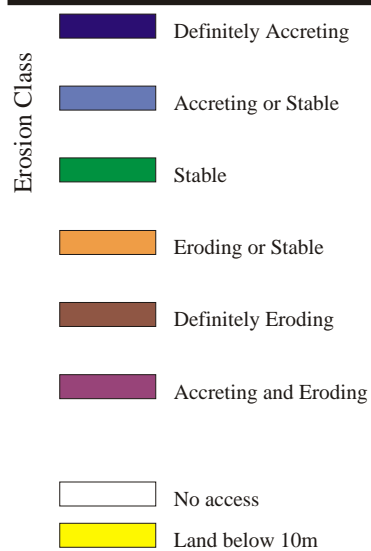 Erosion Class
Definitely Accreting
Accreting or Stable
Stable
Eroding or Stable
Definitely Eroding
Accreting and Eroding
No access
Land below 10m